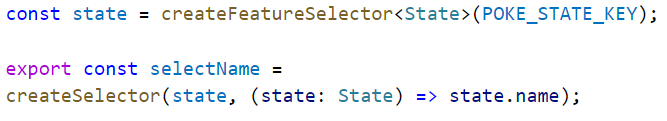 const state = createFeatureSelector<State>(POKE_STATE_KEY);
export const selectName =
createSelector(state, (state: State) => state.name);